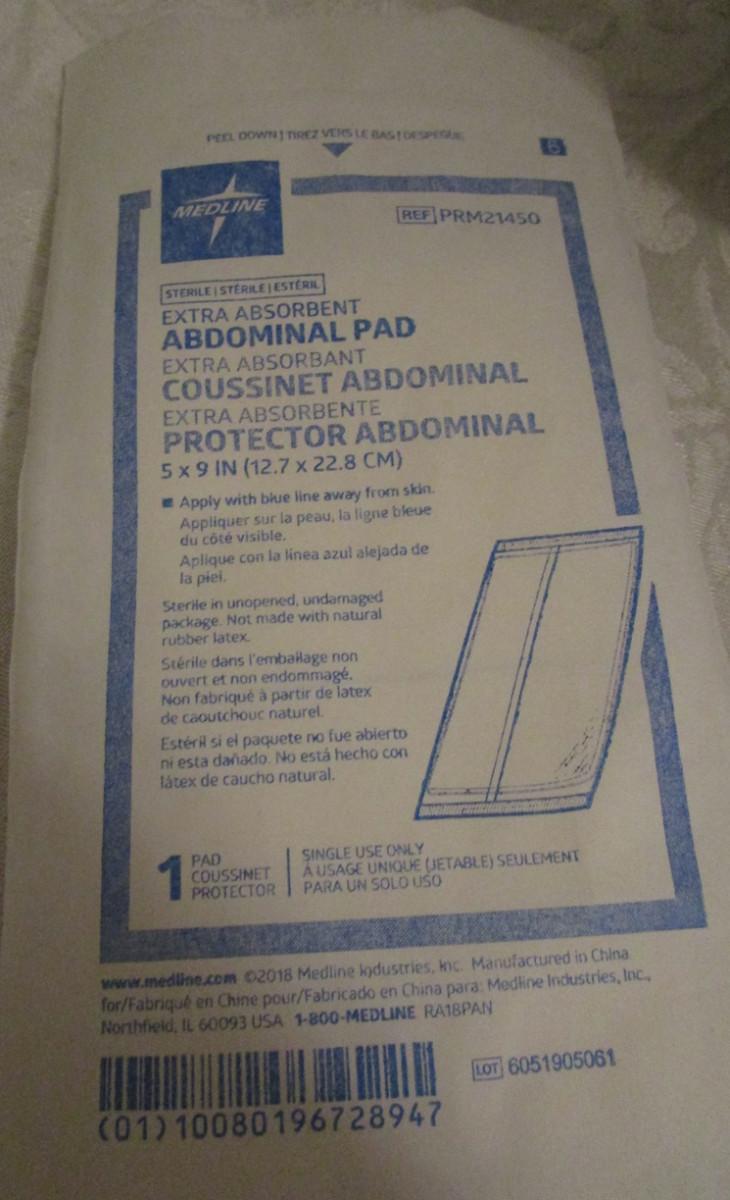 PEEL DOWN | TIREZ VERS LE BAS | DESPEGUE
MEDLINE
REF PRM21450
STERILE | STÉRILE | ESTÉRIL
EXTRA ABSORBENT
ABDOMINAL PAD
EXTRA ABSORBANT
COUSSINET ABDOMINAL
EXTRA ABSORBENTE
PROTECTOR ABDOMINAL
5 x 9 IN (12.7 x 22.8 CM)
Apply with blue line away from skin.
Appliquer sur la peau, la ligne bleue
du côté visible.
Aplique con la línea azul alejada de
la piel.
Sterile in unopened, undamaged
package. Not made with natural
rubber latex.
Stérile dans l'emballage non
ouvert et non endommagé.
Non fabriqué à partir de latex
de caoutchouc naturel.
Estéril si el paquete no fue abierto
ni esta dañado. No está hecho con
látex de caucho natural.
1 PAD
COUSSINET
PROTECTOR
SINGLE USE ONLY
À USAGE UNIQUE (JETABLE) SEULEMENT
PARA UN SOLO USO
www.medline.com ©2018 Medline Industries, Inc. Manufactured in China
for/Fabriqué en Chine pour/Fabricado en China para: Medline Industries, Inc.,
Northfield, IL 60093 USA 1-800-MEDLINE RA18PAN
LOT 6051905061
(01)10080196728947